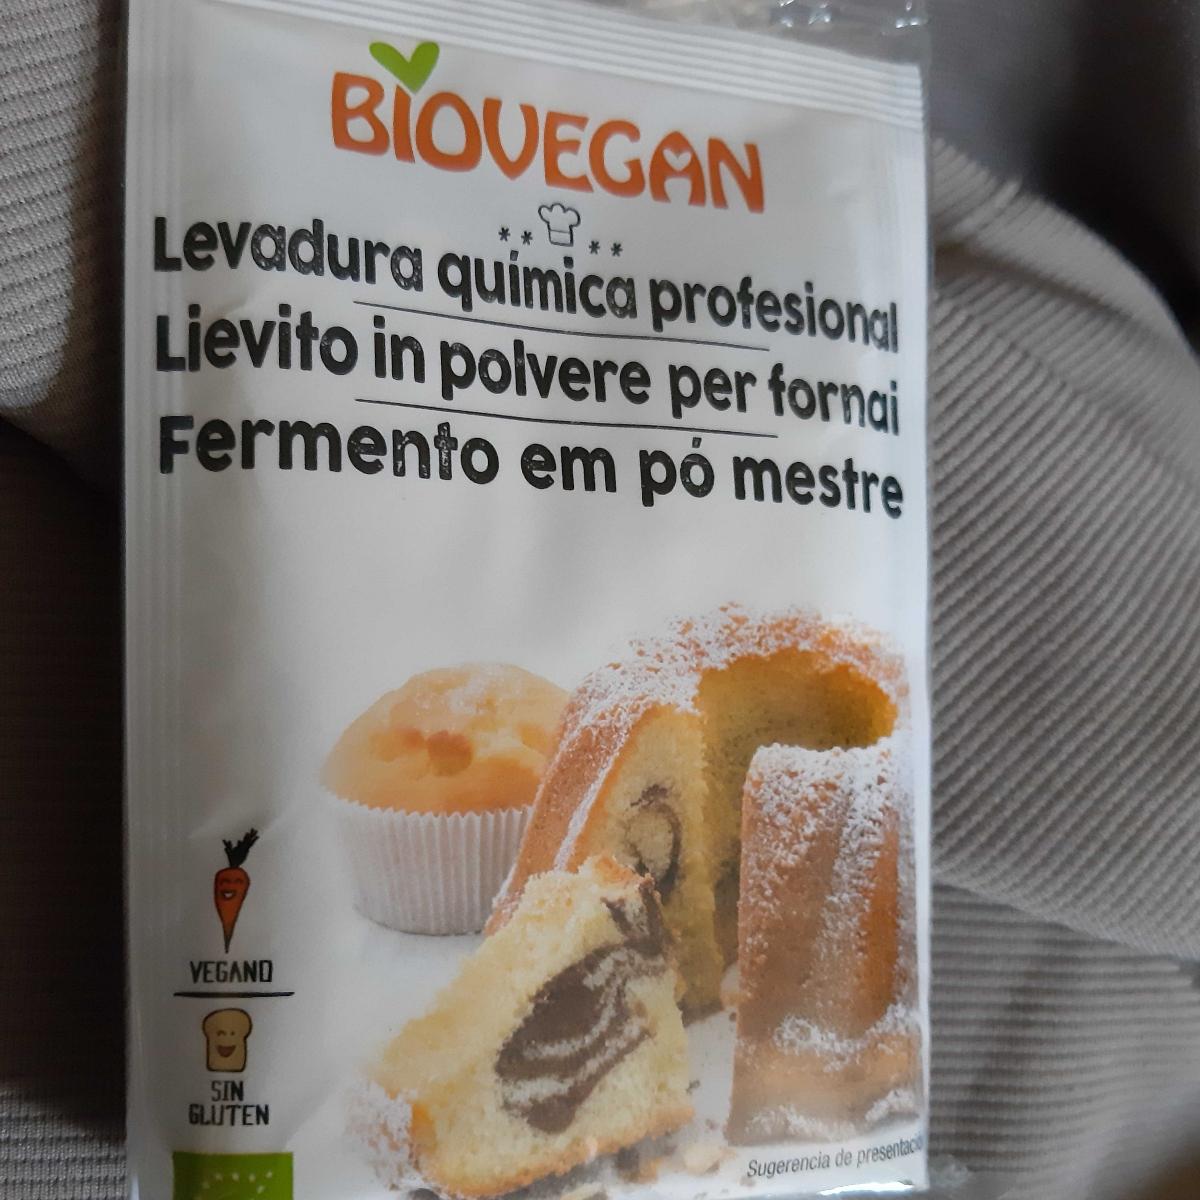 BIOVEGAN
Levadura química profesional
Lievito in polvere per fornai
Fermento em pó mestre
VEGANO
SIN
GLUTEN
Sugerencia de presentació